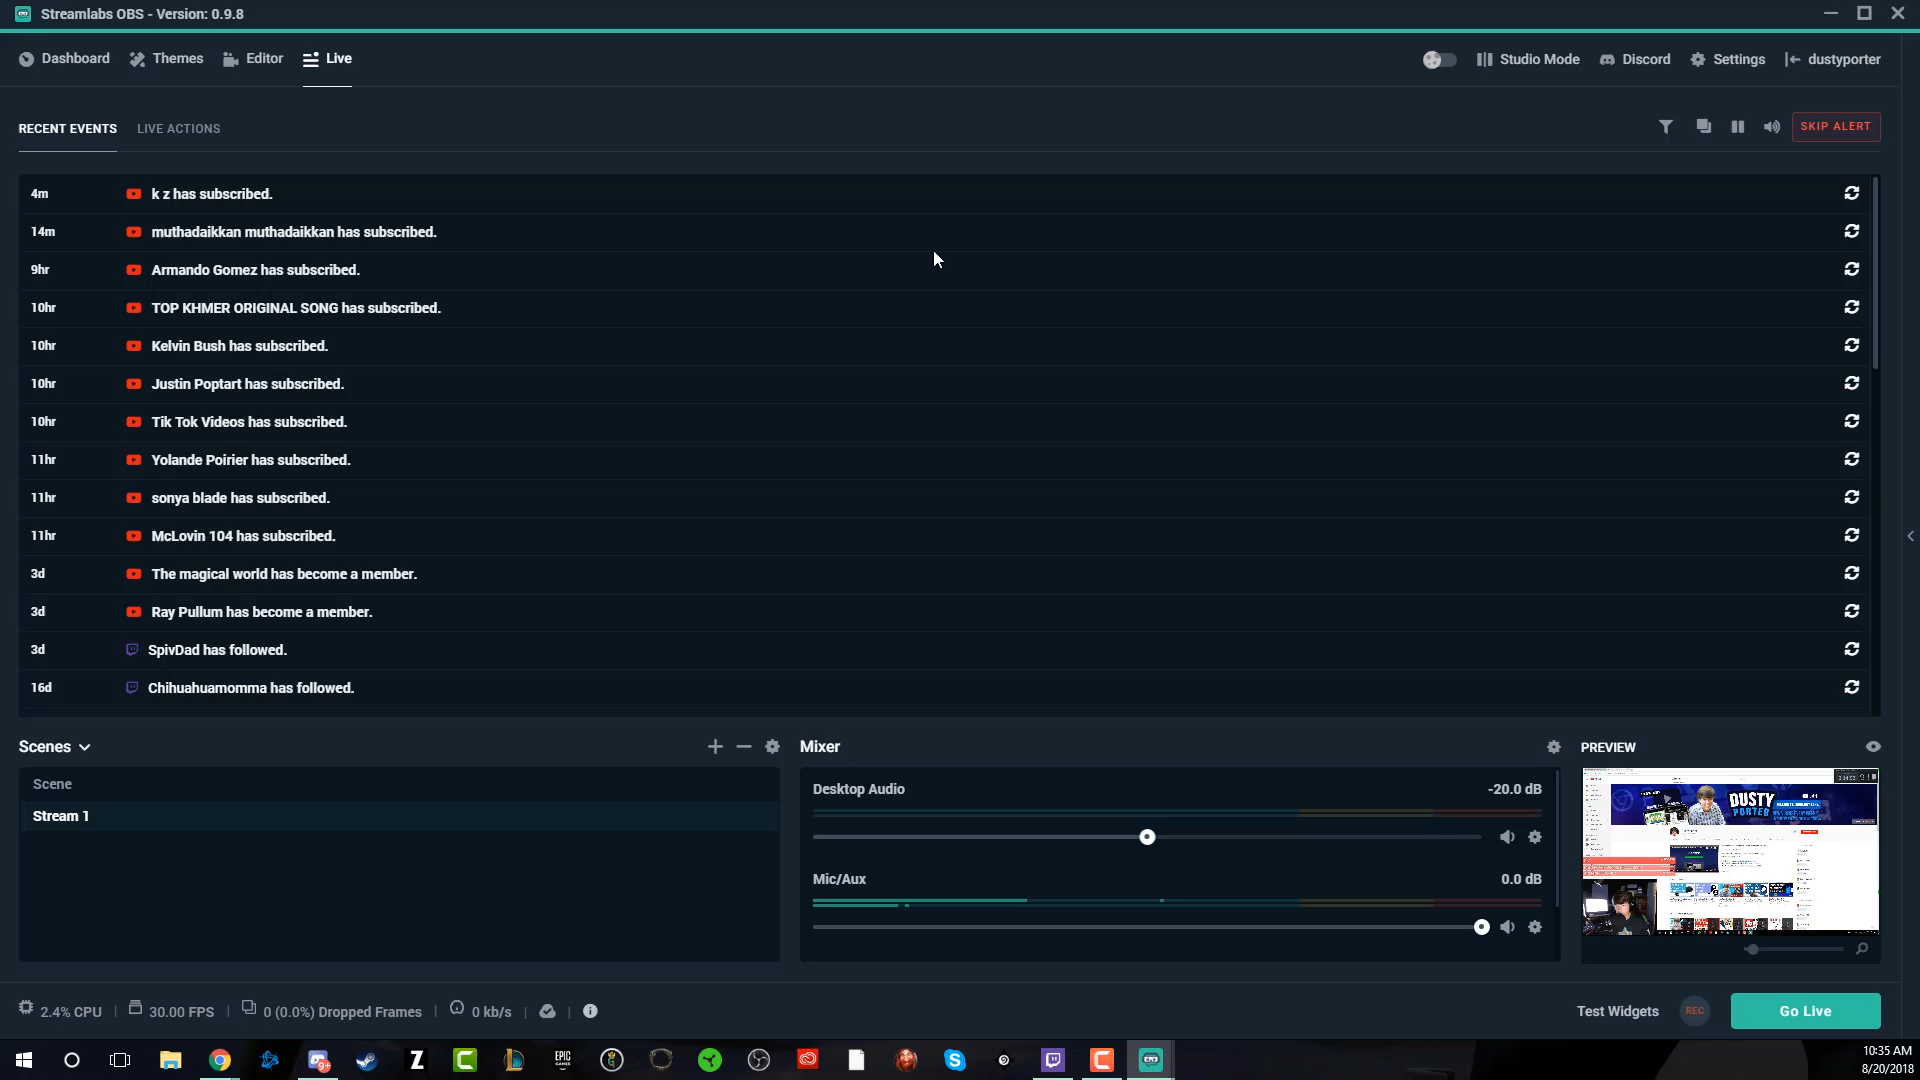 Streamlabs OBS - Version: 0.9.8
Dashboard Themes Editor Live
Studio Mode Discord Settings dustyporter
RECENT EVENTS LIVE ACTIONS
SKIP ALERT
4m k z has subscribed.
14m muthadaikkan muthadaikkan has subscribed.
9hr Armando Gomez has subscribed.
10hr TOP KHMER ORIGINAL SONG has subscribed.
10hr Kelvin Bush has subscribed.
10hr Justin Poptart has subscribed.
10hr Tik Tok Videos has subscribed.
11hr Yolande Poirier has subscribed.
11hr sonya blade has subscribed.
11hr McLovin 104 has subscribed.
3d The magical world has become a member.
3d Ray Pullum has become a member.
3d SpivDad has followed.
16d Chihuahuamomma has followed.
Scenes
Scene
Stream 1
Mixer
Desktop Audio -20.0 dB
Mic/Aux 0.0 dB
PREVIEW
DUSTY
PORTER
2.4% CPU 30.00 FPS 0 (0.0%) Dropped Frames 0 kb/s
Test Widgets REC Go Live
EPIC GAMES
9+
10:35 AM
8/20/2018